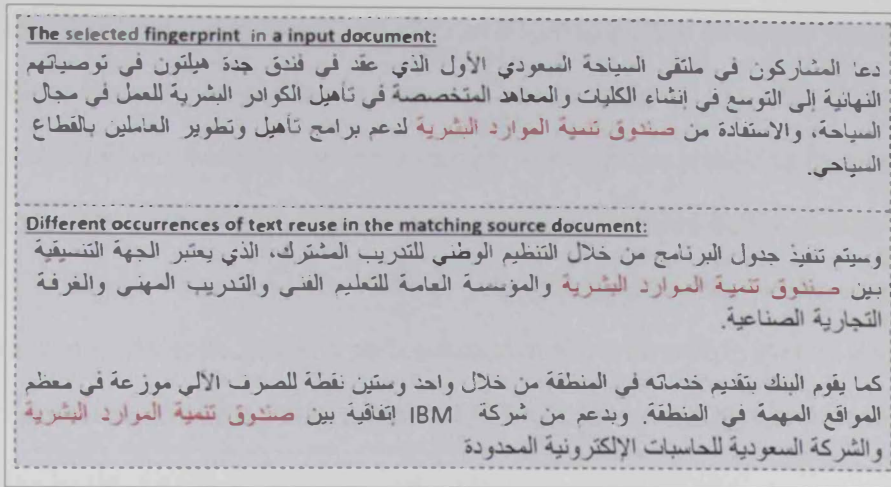 The selected fingerprint in a input document:
دعا المشاركون في ملتقى السياحة السعودي الأول الذي عقد في فندق جدة هيلتون في توصياتهم
النهائية إلى التوسع في إنشاء الكليات والمعاهد المتخصصة في تأهيل الكوادر البشرية للعمل في مجال
السياحة، والاستفادة من صندوق تنمية الموارد البشرية لدعم برامج تأهيل وتطوير العاملين بالقطاع
السياحي.
Different occurrences of text reuse in the matching source document:
وسيتم تنفيذ جدول البرنامج من خلال التنظيم الوطني للتدريب المشترك، الذي يعتبر الجهة التنسيقية
بين صندوق تنمية الموارد البشرية والمؤسسة العامة للتعليم الفني والتدريب المهني والغرفة
التجارية الصناعية.
كما يقوم البنك بتقديم خدماته في المنطقة من خلال واحد وستين نقطة للصرف الآلي موزعة في معظم
المواقع المهمة في المنطقة. وبدعم من شركة IBM إتفاقية بين صندوق تنمية الموارد البشرية
والشركة السعودية للحاسبات الإلكترونية المحدودة